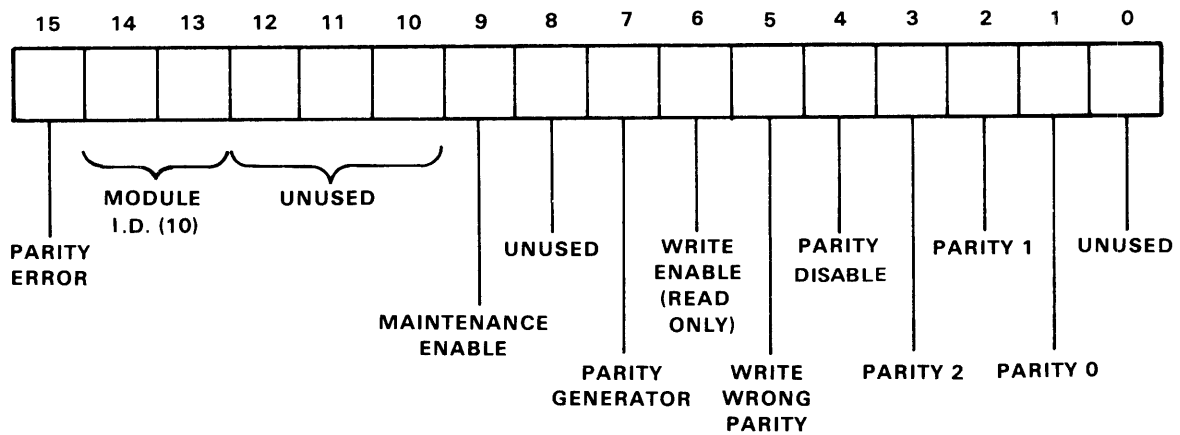 15 14 13 12 11 10 9 8 7 6 5 4 3 2 1 0
MODULE
I.D. (10)
UNUSED
PARITY
ERROR
UNUSED
WRITE
ENABLE
(READ
ONLY)
PARITY
DISABLE
PARITY 1
UNUSED
MAINTENANCE
ENABLE
PARITY
GENERATOR
WRITE
WRONG
PARITY
PARITY 2
PARITY 0